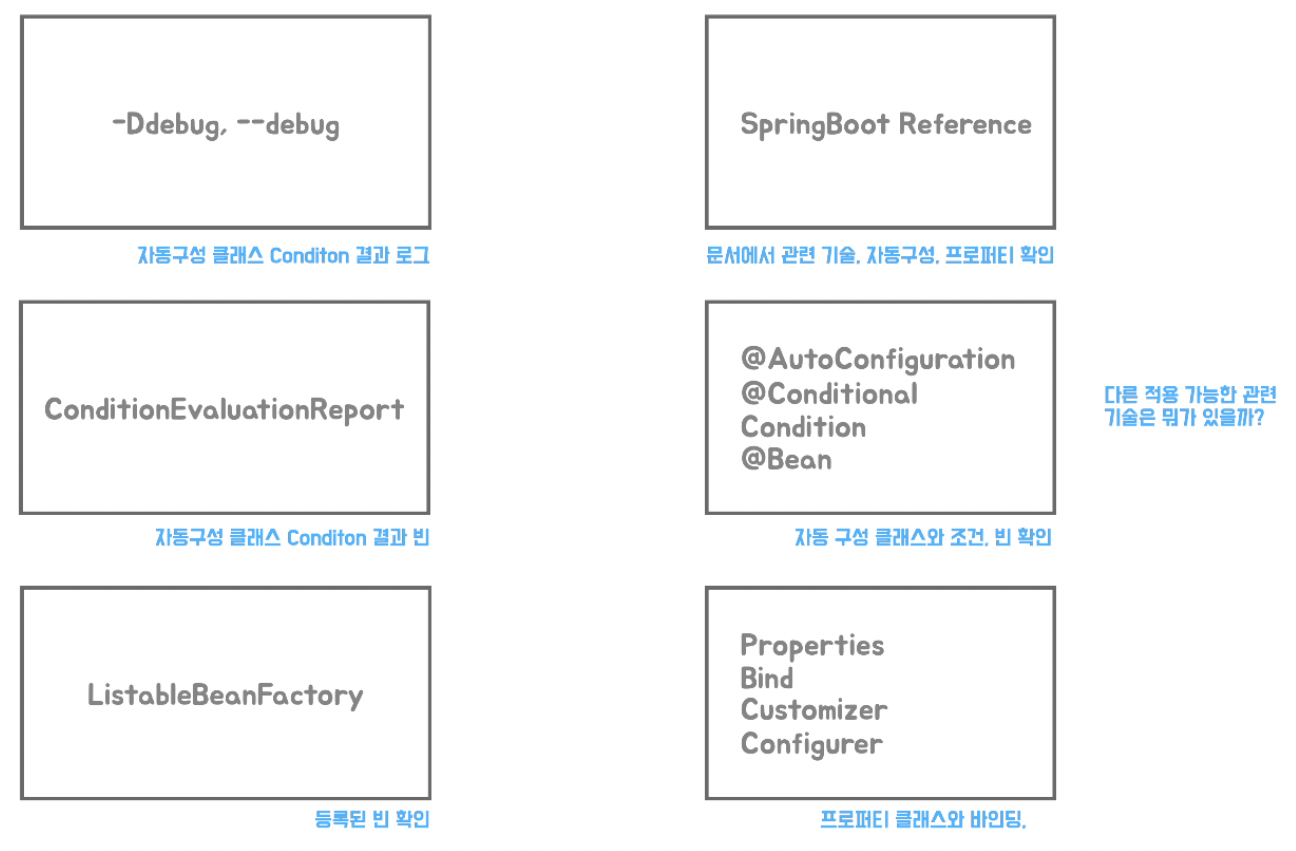 -Ddebug, --debug
자동구성 클래스 Conditon 결과 로그
ConditionEvaluationReport
자동구성 클래스 Conditon 결과 빈
ListableBeanFactory
등록된 빈 확인
SpringBoot Reference
문서에서 관련 기술, 자동구성, 프로퍼티 확인
@AutoConfiguration
@Conditional
Condition
@Bean
자동 구성 클래스와 조건, 빈 확인
다른 적용 가능한 관련
기술은 뭐가 있을까?
Properties
Bind
Customizer
Configurer
프로퍼티 클래스와 바인딩,